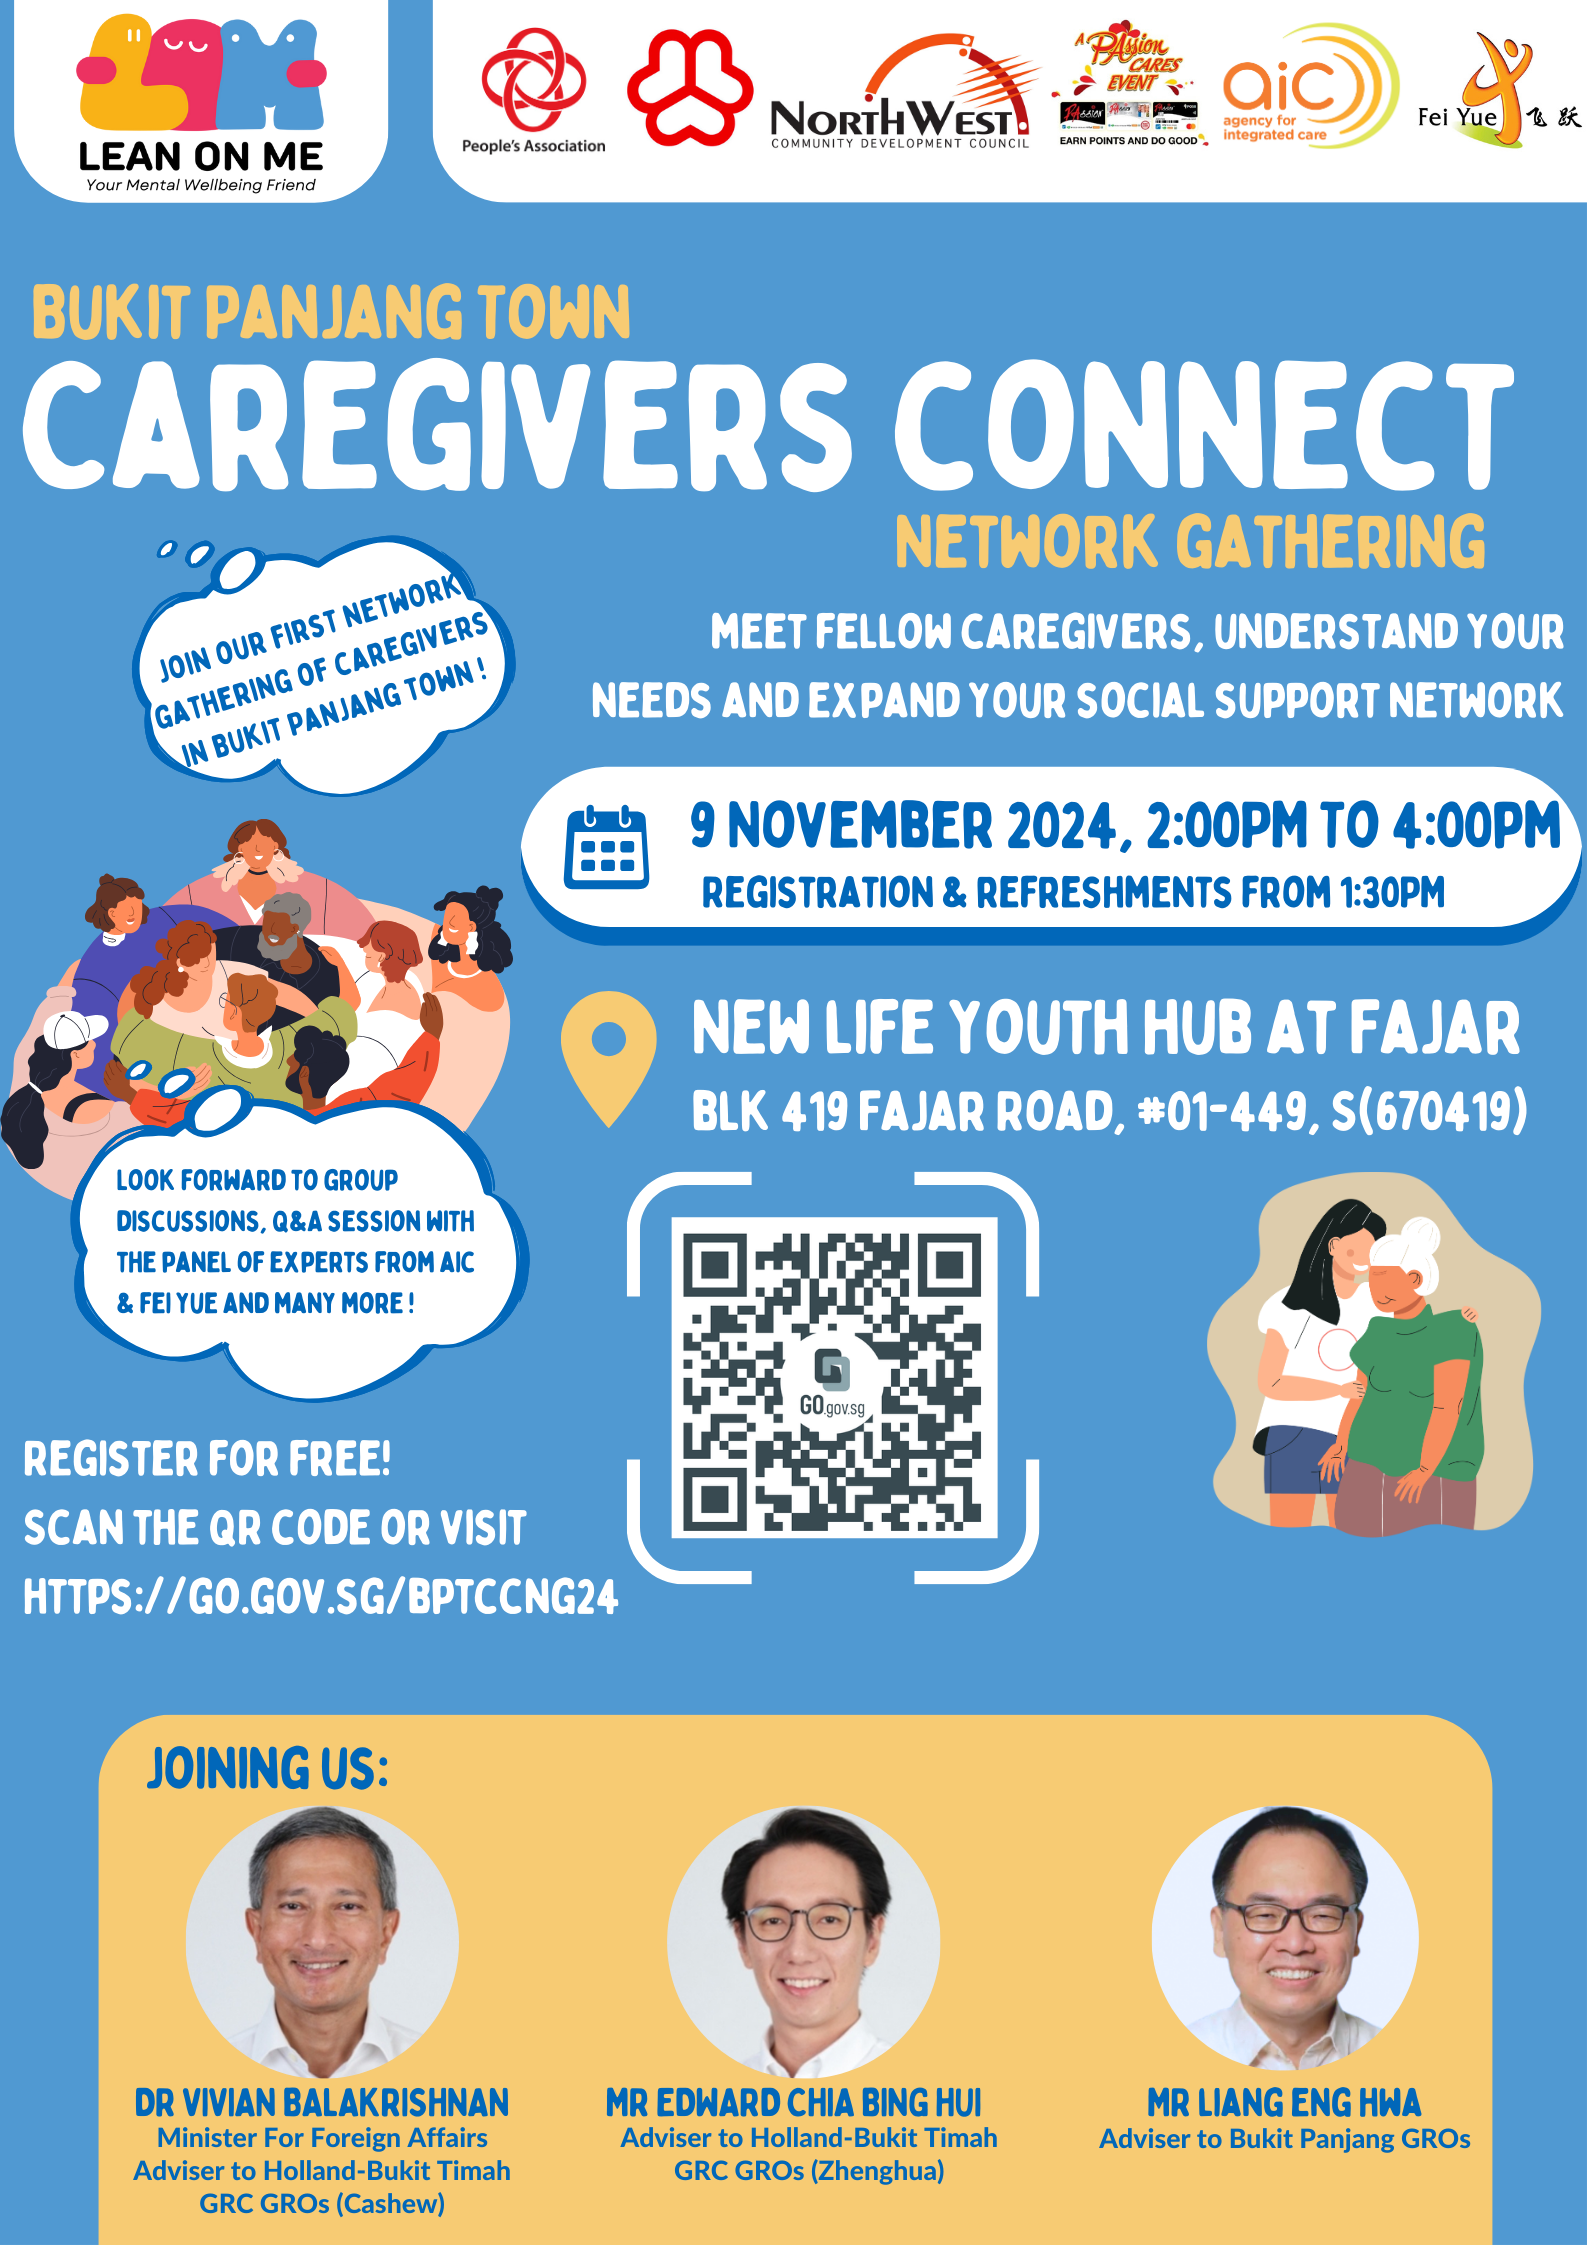 LEAN ON ME
Your Mental Wellbeing Friend
People's Association
NORTHWEST
COMMUNITY DEVELOPMENT COUNCIL
A
PAssion
CARES
EVENT
EARN POINTS AND DO GOOD
aic
agency for
integrated care
Fei Yue 飞跃
BUKIT PANJANG TOWN
CAREGIVERS CONNECT
NETWORK GATHERING
JOIN OUR FIRST NETWORK
GATHERING OF CAREGIVERS
IN BUKIT PANJANG TOWN !
MEET FELLOW CAREGIVERS, UNDERSTAND YOUR
NEEDS AND EXPAND YOUR SOCIAL SUPPORT NETWORK
9 NOVEMBER 2024, 2:00PM TO 4:00PM
REGISTRATION & REFRESHMENTS FROM 1:30PM
NEW LIFE YOUTH HUB AT FAJAR
BLK 419 FAJAR ROAD, #01-449, S(670419)
LOOK FORWARD TO GROUP
DISCUSSIONS, Q&A SESSION WITH
THE PANEL OF EXPERTS FROM AIC
& FEI YUE AND MANY MORE !
GO.gov.sg
REGISTER FOR FREE!
SCAN THE QR CODE OR VISIT
HTTPS://GO.GOV.SG/BPTCCNG24
JOINING US:
DR VIVIAN BALAKRISHNAN
Minister For Foreign Affairs
Adviser to Holland-Bukit Timah
GRC GROs (Cashew)
MR EDWARD CHIA BING HUI
Adviser to Holland-Bukit Timah
GRC GROs (Zhenghua)
MR LIANG ENG HWA
Adviser to Bukit Panjang GROs